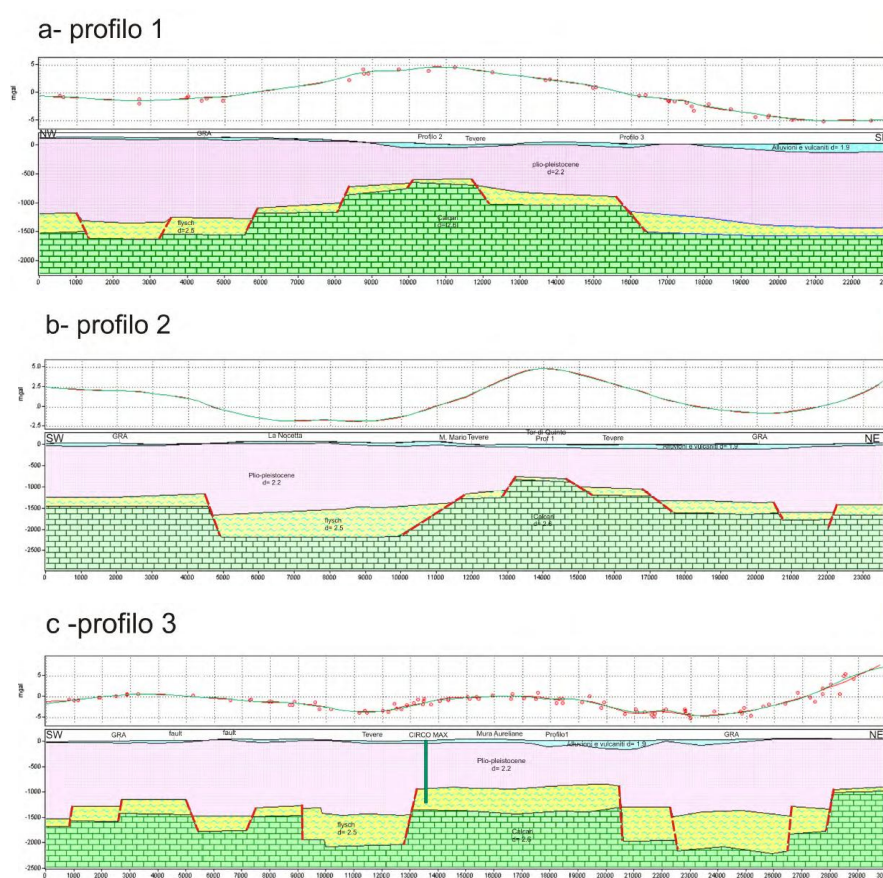 a- profilo 1
mgal
5
0
-5
NW
GRA
Profilo 2
Tevere
Profilo 3
Alluvioni e vulcaniti d= 1.9
plio-pleistocene
d=2.2
0
-500
-1000
-1500
-2000
flysch
Calcari
0 1000 2000 3000 4000 5000 6000 7000 8000 9000 10000 11000 12000 13000 14000 15000 16000 17000 18000 19000 20000 21000 22000
b- profilo 2
mgal
5.0
2.5
0
-2.5
SW
GRA
La Nocetta
M. Mario
Tevere
Tor di Quinto
Prof 1
Tevere
Alluvioni e vulcaniti d= 1.9
GRA
NE
Plio-pleistocene
d= 2.2
0
-500
-1000
-1500
-2000
-2500
flysch
d= 2.5
Calcari
d= 2.6
0 1000 2000 3000 4000 5000 6000 7000 8000 9000 10000 11000 12000 13000 14000 15000 16000 17000 18000 19000 20000 21000 22000 23000
c -profilo 3
mgal
5
0
-5
SW
GRA
fault
fault
Tevere
CIRCO MAX
Mura Aureliane
Profilo1
Alluvioni e vulcaniti d= 1.9
GRA
NE
Plio-pleistocene
d= 2.2
0
-500
-1000
-1500
-2000
-2500
flysch
d= 2.5
Calcari
d= 2.6
0 1000 2000 3000 4000 5000 6000 7000 8000 9000 10000 11000 12000 13000 14000 15000 16000 17000 18000 19000 20000 21000 22000 23000 24000 25000 26000 27000 28000 29000